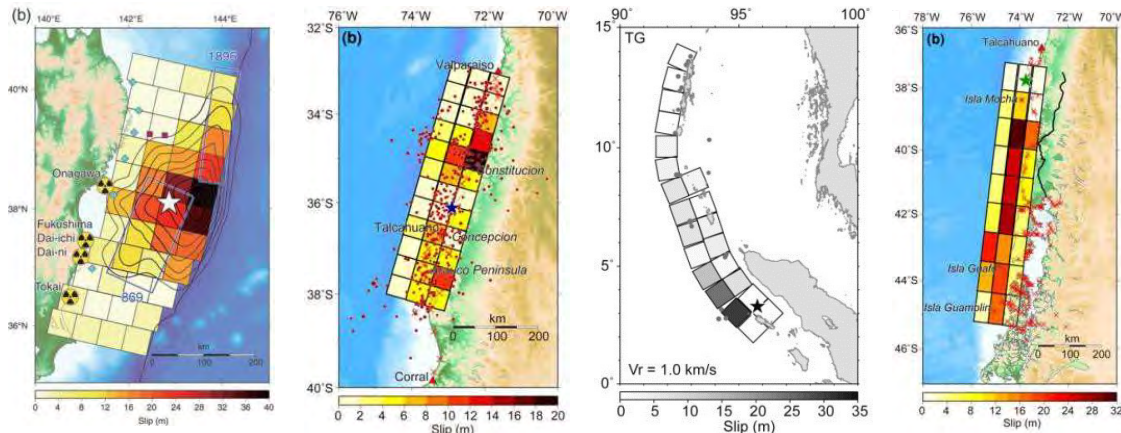 (b)
140°E
142°E
144°E
1896
40°N
Onagawa
38°N
Fukushima
Dai-ichi
Dai-ni
869
Tokai
36°N
km
0 100 200
0 4 8 12 16 20 24 28 32 36 40
Slip (m)
76°W 74°W 72°W 70°W
(b)
32°S
Valparaiso
34°S
Constitucion
36°S
Talcahuano
Concepcion
Arauco Peninsula
38°S
km
0 100 200
Corral
40°S
0 2 4 6 8 10 12 14 16 18 20
Slip (m)
90° 95° 100°
15°
TG
10°
5°
Vr = 1.0 km/s
0°
0 5 10 15 20 25 30 35
Slip (m)
78°W 76°W 74°W 72°W 70°W
(b)
36°S
Talcahuano
38°S
Isla Mocha
40°S
42°S
Isla Guafo
44°S
Isla Guamblin
km
0 100 200
46°S
0 4 8 12 16 20 24 28 32
Slip (m)